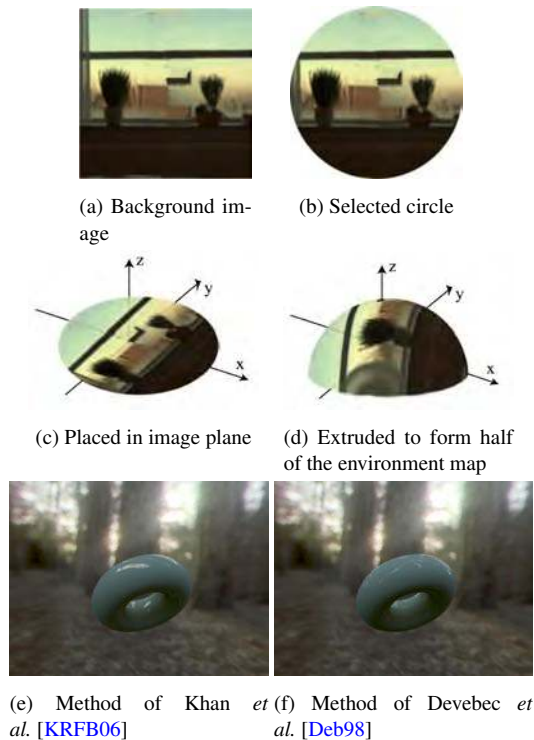 (a) Background im-
age
(b) Selected circle
z
y
x
z
y
x
(c) Placed in image plane
(d) Extruded to form half
of the environment map
(e) Method of Khan et
al. [KRFB06]
(f) Method of Devebec et
al. [Deb98]